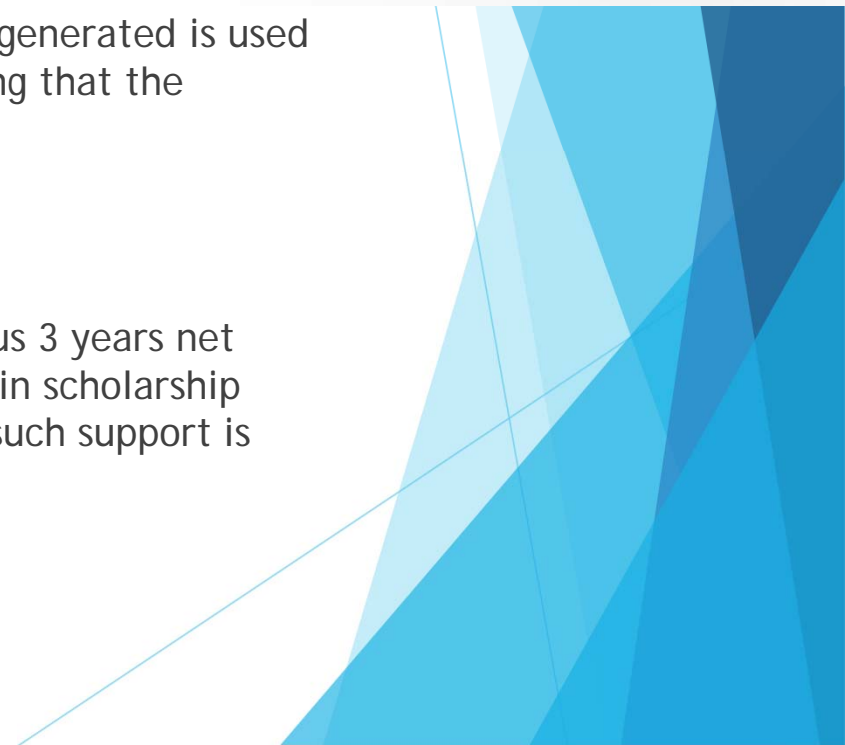 generated is used
ng that the
us 3 years net
in scholarship
such support is